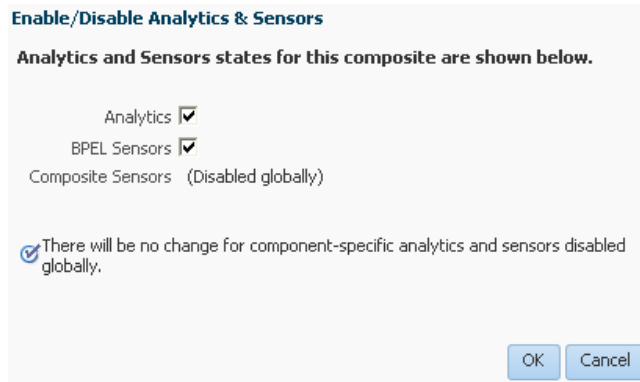 Enable/Disable Analytics & Sensors
Analytics and Sensors states for this composite are shown below.
Analytics
BPEL Sensors
Composite Sensors (Disabled globally)
There will be no change for component-specific analytics and sensors disabled
globally.
OK Cancel